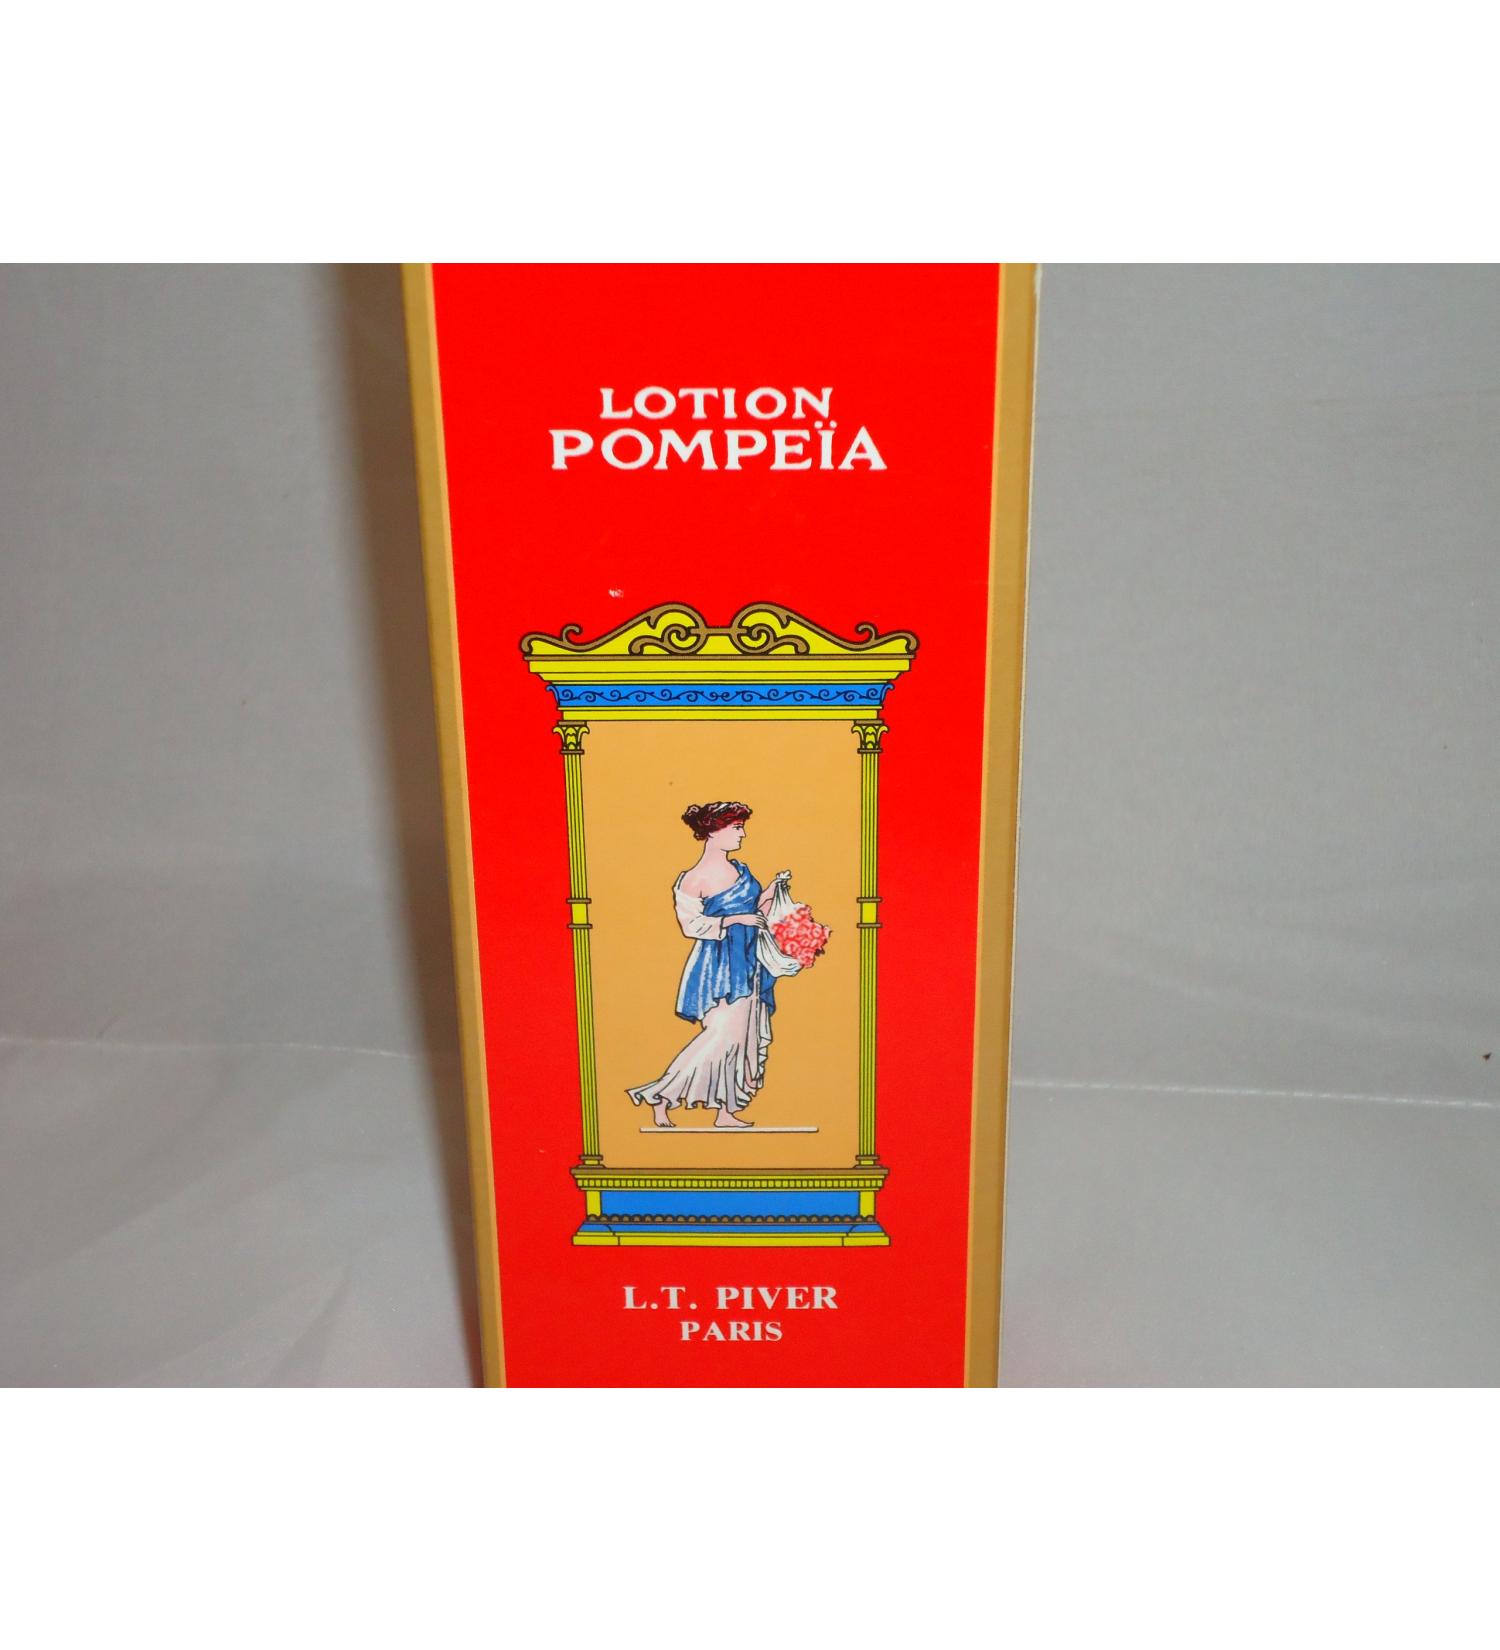 LOTION
POMPEÏA
L.T. PIVER
PARIS